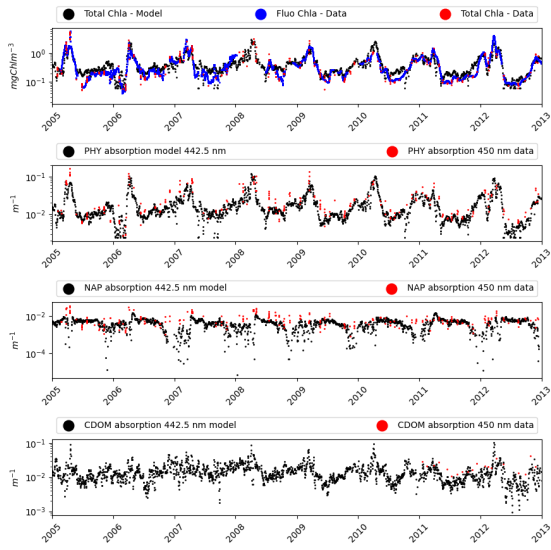 Total Chla - Model Fluo Chla - Data Total Chla - Data
mgChlm⁻³
10⁰
10⁻¹
2005 2006 2007 2008 2009 2010 2011 2012 2013
PHY absorption model 442.5 nm PHY absorption 450 nm data
m⁻¹
10⁻¹
10⁻²
2005 2006 2007 2008 2009 2010 2011 2012 2013
NAP absorption 442.5 nm model NAP absorption 450 nm data
m⁻¹
10⁻²
10⁻⁴
2005 2006 2007 2008 2009 2010 2011 2012 2013
CDOM absorption 442.5 nm model CDOM absorption 450 nm data
m⁻¹
10⁻¹
10⁻²
10⁻³
2005 2006 2007 2008 2009 2010 2011 2012 2013